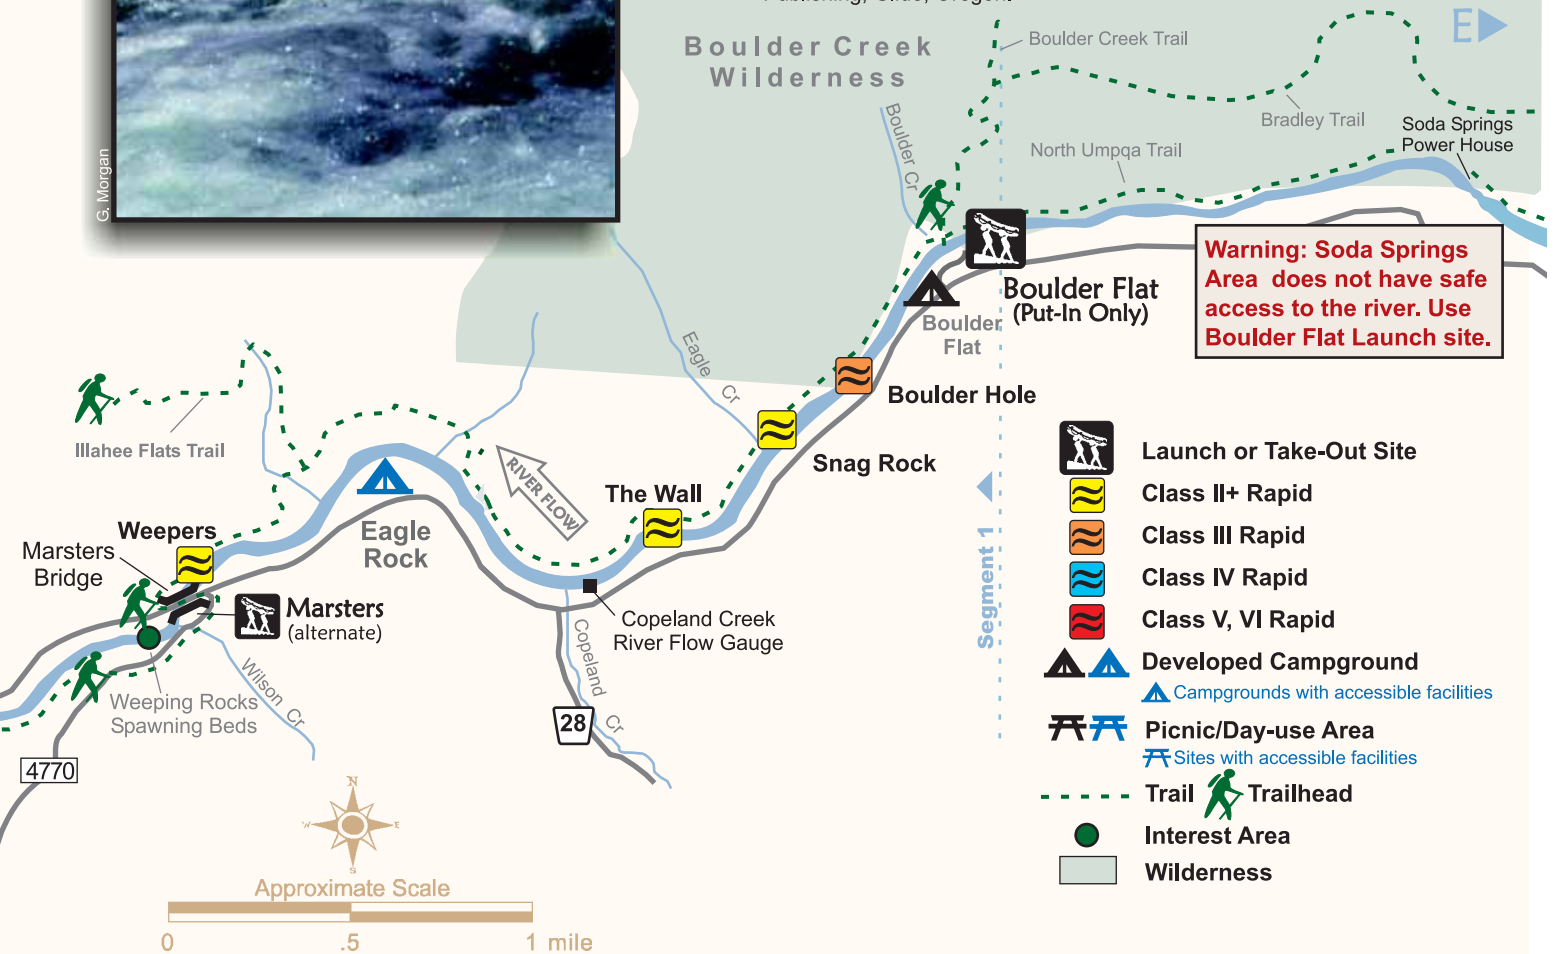 G. Morgan
Boulder Creek
Wilderness
Boulder Creek Trail
E
Bradley Trail
Soda Springs
Power House
North Umpqa Trail
Boulder Cr
Warning: Soda Springs
Area does not have safe
access to the river. Use
Boulder Flat Launch site.
Boulder Flat
(Put-In Only)
Boulder
Flat
Eagle Cr
Boulder Hole
Snag Rock
Illahee Flats Trail
RIVER FLOW
The Wall
Weepers
Eagle
Rock
Marsters
Bridge
Marsters
(alternate)
Copeland Creek
River Flow Gauge
Copeland Cr
Wilson Cr
Weeping Rocks
Spawning Beds
28
4770
Segment 1
Launch or Take-Out Site
Class II+ Rapid
Class III Rapid
Class IV Rapid
Class V, VI Rapid
Developed Campground
Campgrounds with accessible facilities
Picnic/Day-use Area
Sites with accessible facilities
Trail
Trailhead
Interest Area
Wilderness
N
W
E
S
Approximate Scale
0 .5 1 mile